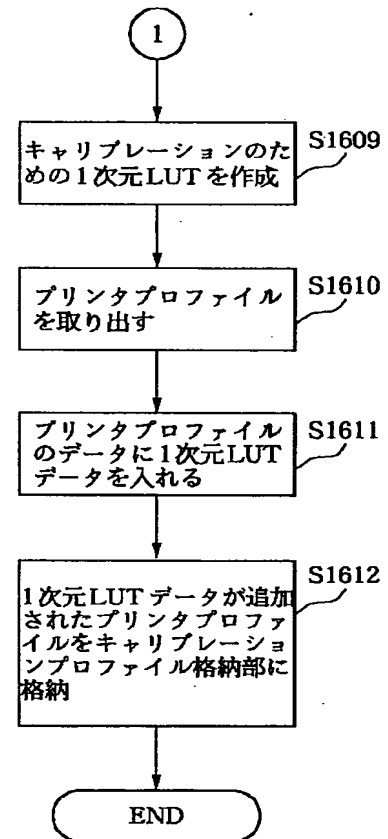 1
キャリブレーションのた
めの1次元LUTを作成
S1609
プリンタプロファイル
を取り出す
S1610
プリンタプロファイル
のデータに1次元LUT
データを入れる
S1611
1次元LUTデータが追加
されたプリンタプロファ
イルをキャリブレーショ
ンプロファイル格納部に
格納
S1612
END